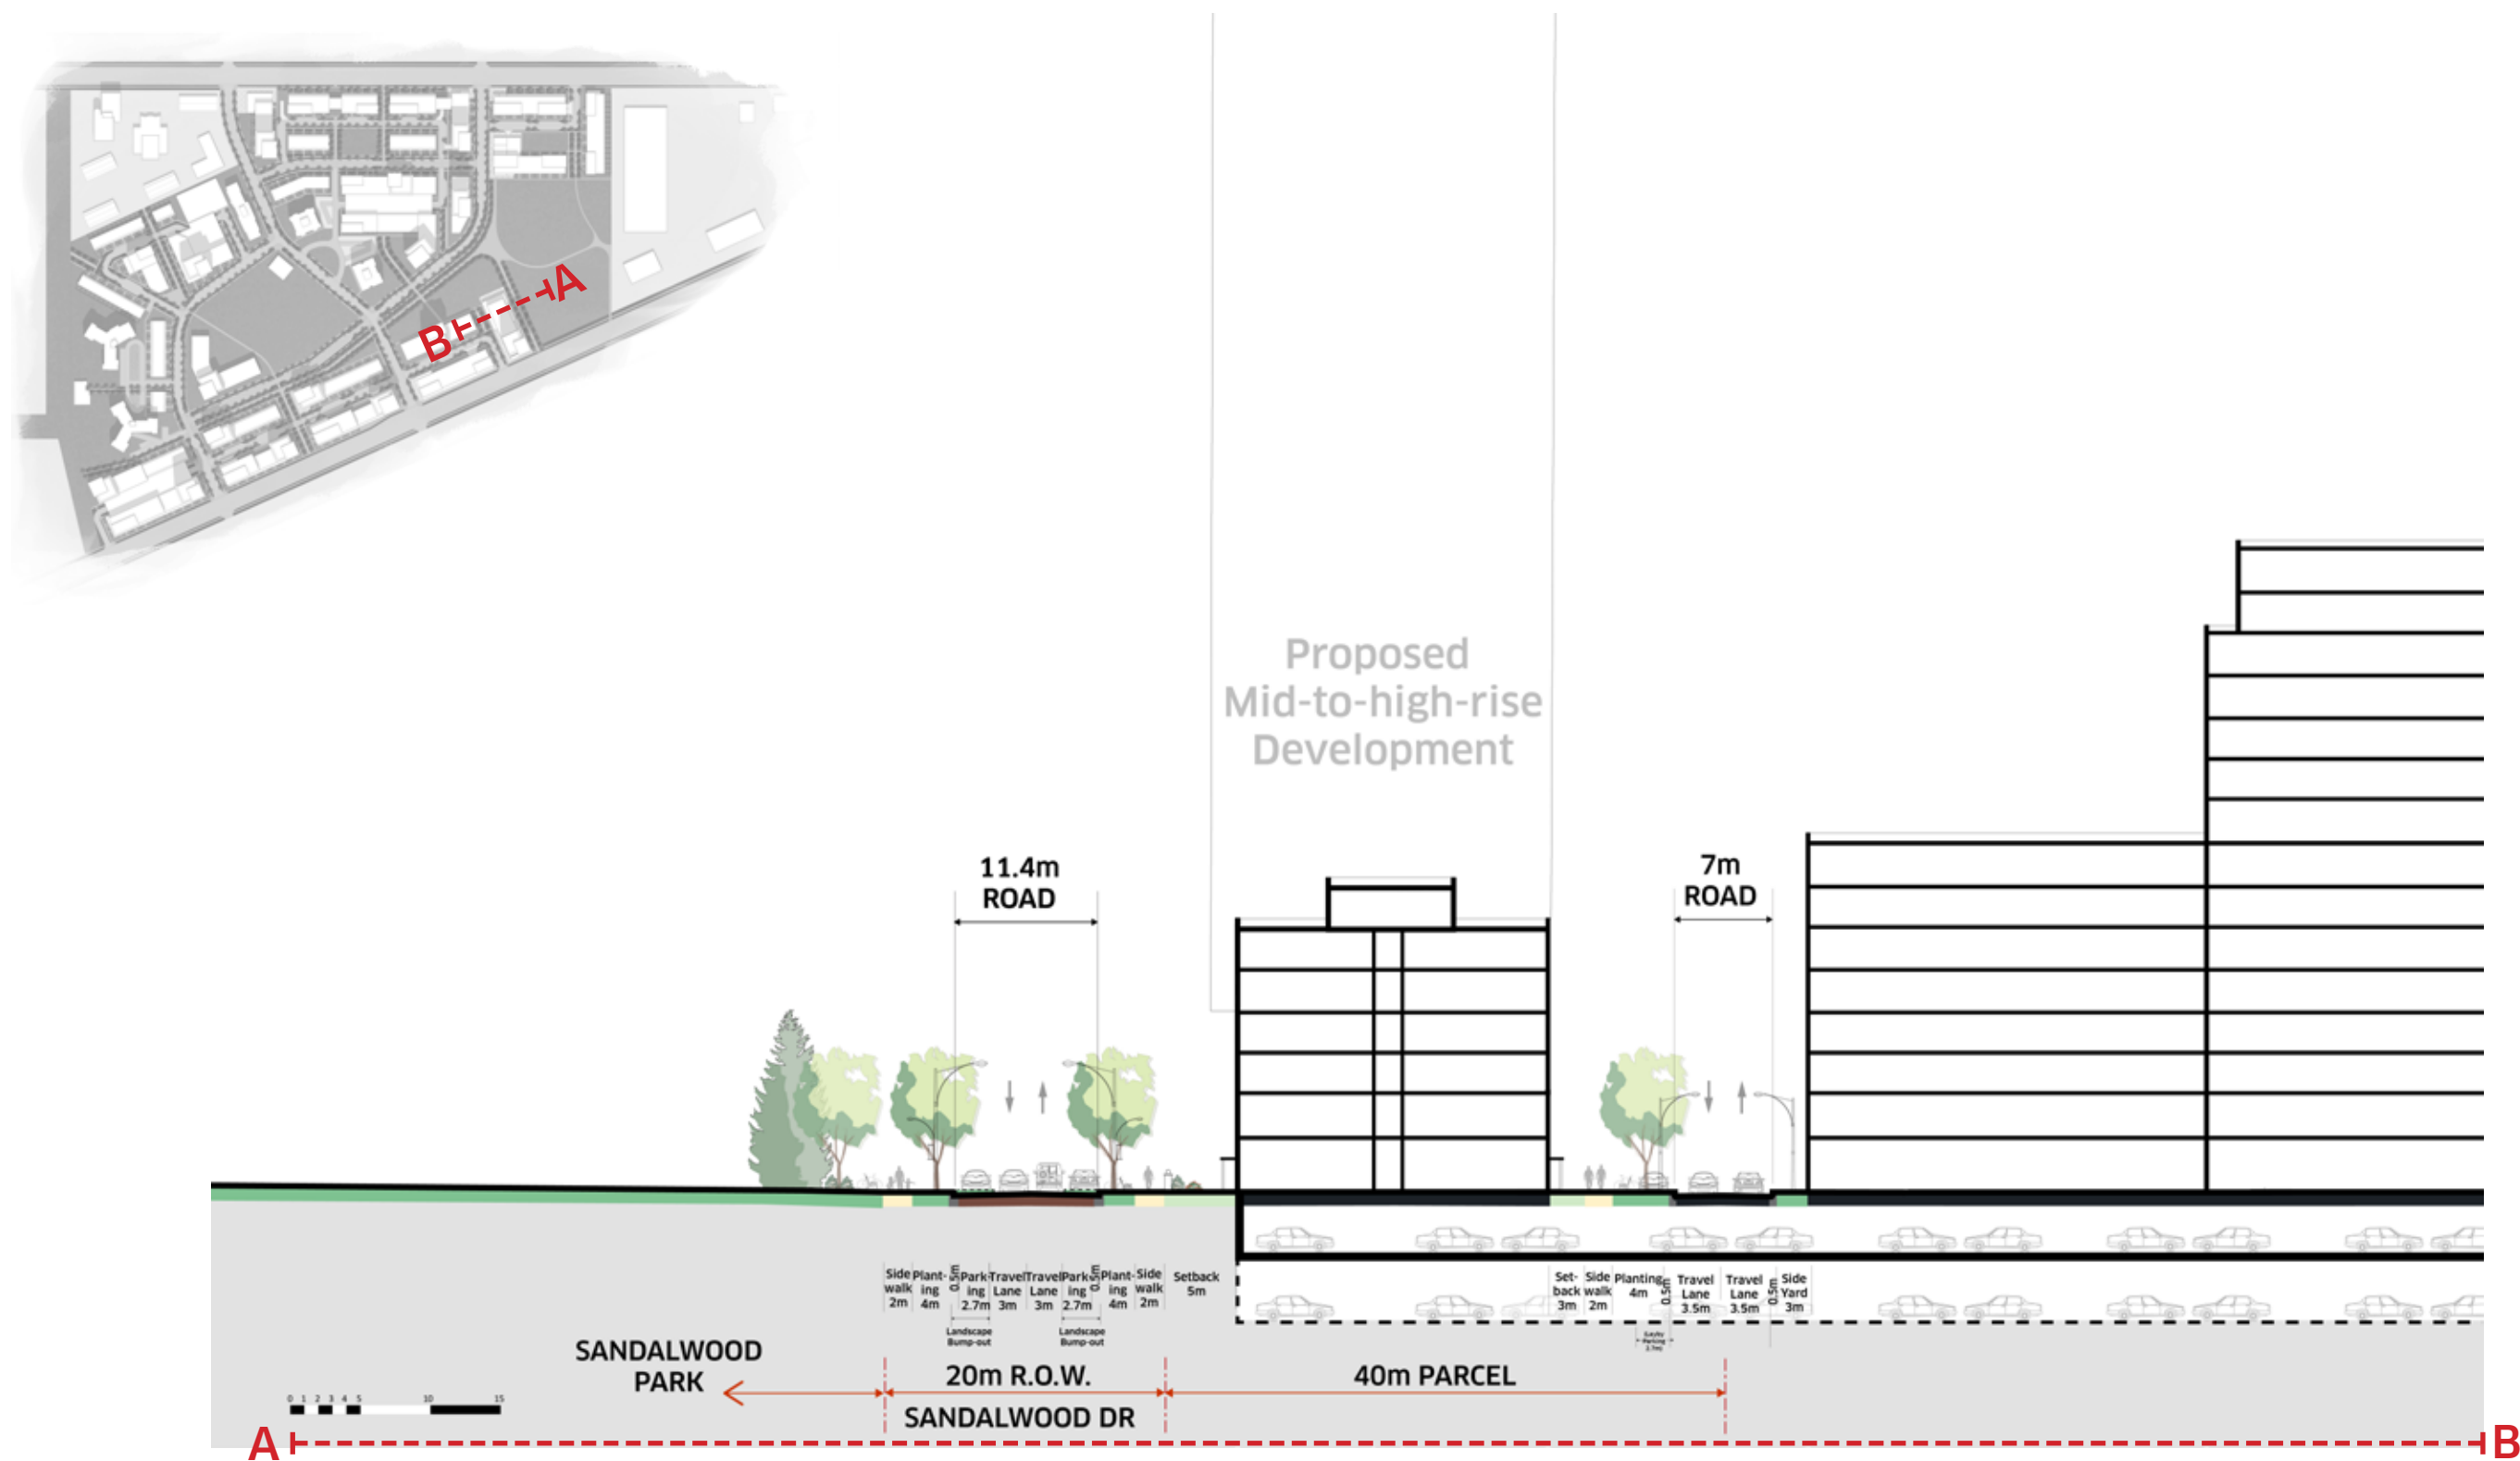 A
B
Proposed
Mid-to-high-rise
Development
11.4m
ROAD
7m
ROAD
Side
walk
2m
Plant-
ing
4m
0.5m
Park-
ing
2.7m
Travel
Lane
3m
Travel
Lane
3m
Park-
ing
2.7m
0.5m
Plant-
ing
4m
Side
walk
2m
Setback
5m
Landscape
Bump-out
Landscape
Bump-out
Set-
back
3m
Side
walk
2m
Planting
4m
0.5m
Travel
Lane
3.5m
Travel
Lane
3.5m
0.5m
Side
Yard
3m
Parking
2.7m
SANDALWOOD
PARK
20m R.O.W.
SANDALWOOD DR
40m PARCEL
0 1 2 3 4 5 10 15
A
B